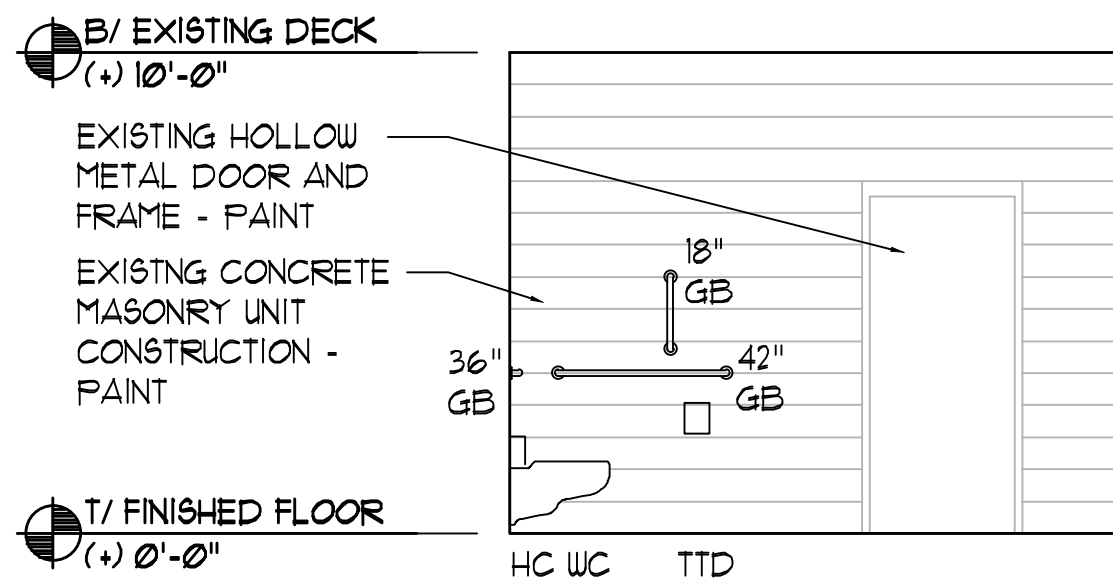 B/ EXISTING DECK
(+) 10'-0"
EXISTING HOLLOW
METAL DOOR AND
FRAME - PAINT
EXISTNG CONCRETE
MASONRY UNIT
CONSTRUCTION -
PAINT
18"
GB
36"
GB
42"
GB
T/ FINISHED FLOOR
(+) 0'-0"
HC WC
TTD